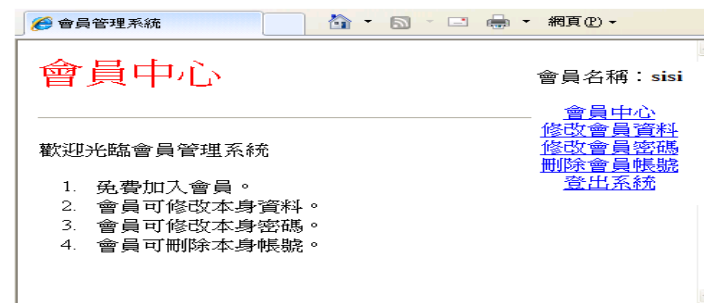 會員管理系統
網頁(P)
會員中心
會員名稱：sisi
會員中心
修改會員資料
修改會員密碼
刪除會員帳號
登出系統
歡迎光臨會員管理系統
1. 免費加入會員。
2. 會員可修改本身資料。
3. 會員可修改本身密碼。
4. 會員可刪除本身帳號。